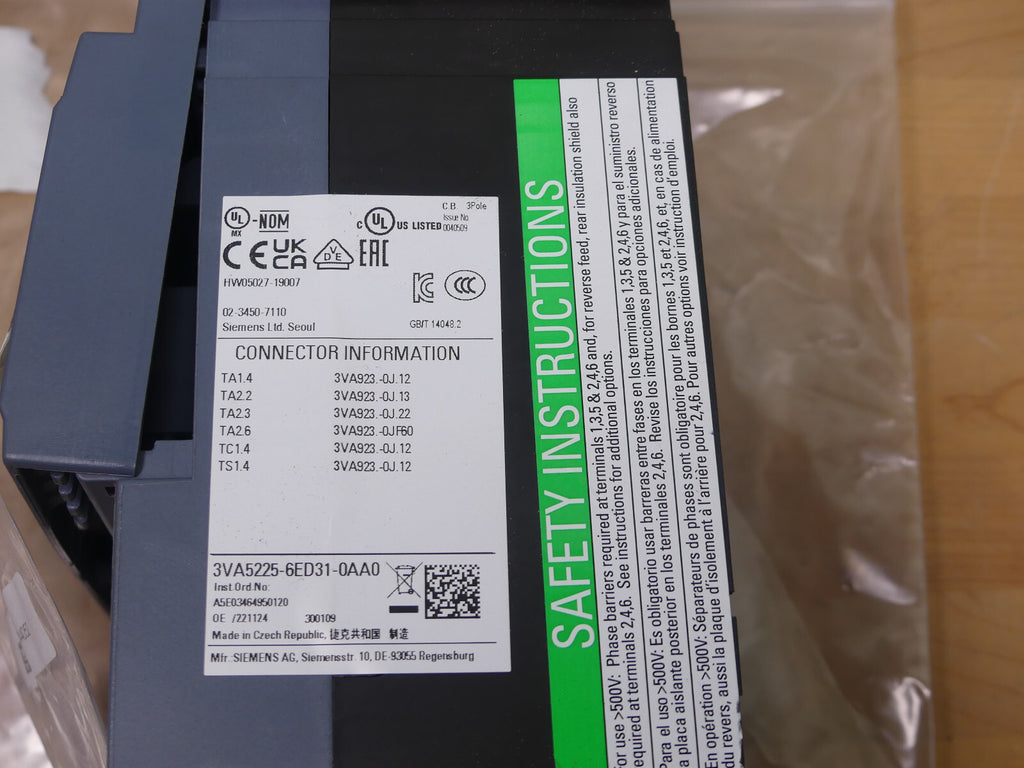 UL
MX
-NOM
C UL US LISTED
C.B. 3Pole
Issue No
0040509
CE UK CA VDE EAC
HW05027-19007
KC CCC
02-3450-7110
Siemens Ltd. Seoul
GB/T 14048.2
CONNECTOR INFORMATION
TA1.4 3VA923.-0J.12
TA2.2 3VA923.-0J.13
TA2.3 3VA923.-0J.22
TA2.6 3VA923.-0JF60
TC1.4 3VA923.-0J.12
TS1.4 3VA923.-0J.12
3VA5225-6ED31-0AA0
Inst.Ord.No:
A5E03464950120
OE /221124 300109
Made in Czech Republic, 捷克共和国 制造
Mfr.:SIEMENS AG, Siemensstr. 10, DE-93055 Regensburg
SAFETY INSTRUCTIONS
For use >500V: Phase barriers required at terminals 1,3,5 & 2,4,6 and, for reverse feed, rear insulation shield also
required at terminals 2,4,6. See instructions for additional options.
Para el uso >500V: Es obligatorio usar barreras entre fases en los terminales 1,3,5 & 2,4,6 y para el suministro reverso
la placa aislante posterior en los terminales 2,4,6. Revise los instrucciones para opciones adicionales.
En opération >500V: Séparateurs de phases sont obligatoire pour les bornes 1,3,5 et 2,4,6, et, en cas de alimentation
du revers, aussi la plaque d'isolement à l'arrière pour 2,4,6. Pour autres options voir instruction d'emploi.